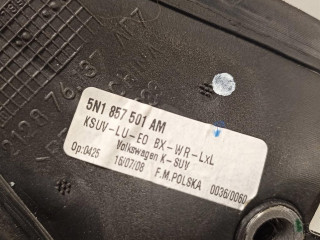 5N1 857 501 AM
KSUV-LU-EO BX-WR-LxL
Op:0425 Volkswagen K-SUV
16/07/08 F.M.POLSKA 0036/0060